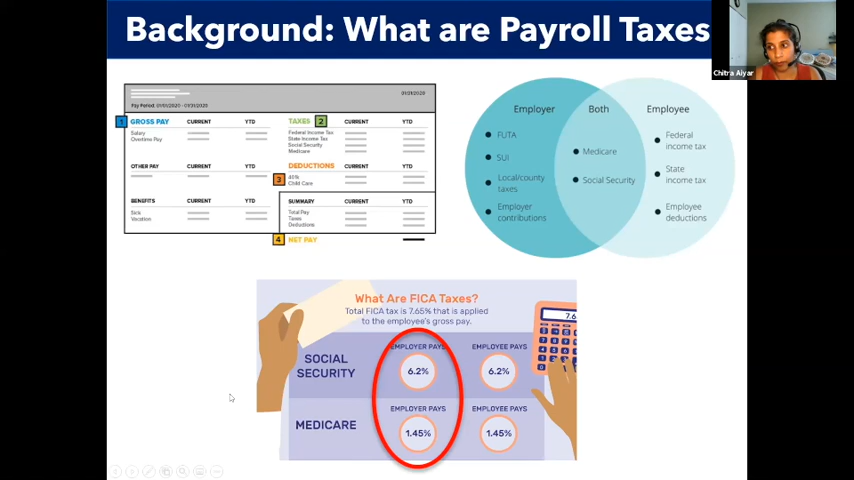 Background: What are Payroll Taxes
Chitra Aiyar
01/31/2020
Pay Period: 01/01/2020 - 01/31/2020
1 GROSS PAY CURRENT YTD
Salary
Overtime Pay
OTHER PAY CURRENT YTD
BENEFITS CURRENT YTD
Sick
Vacation
TAXES 2 CURRENT YTD
Federal Income Tax
State Income Tax
Social Security
Medicare
DEDUCTIONS CURRENT YTD
3
Child Care
SUMMARY CURRENT YTD
Total Pay
Taxes
Deductions
4 NET PAY
Employer
FUTA
SUI
Local/county
taxes
Employer
contributions
Both
Medicare
Social Security
Employee
Federal
income tax
State
income tax
Employee
deductions
What Are FICA Taxes?
Total FICA tax is 7.65% that is applied
to the employee's gross pay.
EMPLOYER PAYS EMPLOYEE PAYS
SOCIAL
SECURITY
6.2% 6.2%
EMPLOYER PAYS EMPLOYEE PAYS
MEDICARE
1.45% 1.45%